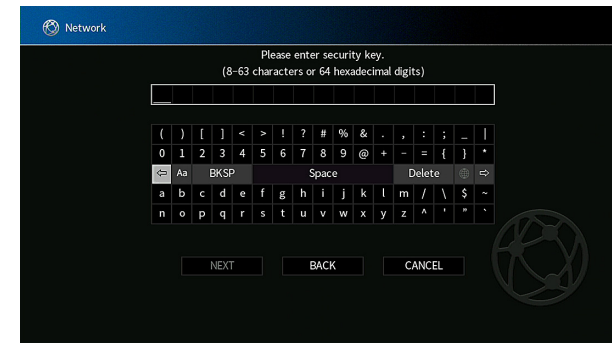 Network
Please enter security key.
(8-63 characters or 64 hexadecimal digits)
( ) [ ] < > ! ? # % & . , : ; _ |
0 1 2 3 4 5 6 7 8 9 @ + - = { } *
⇦ Aa BKSP Space Delete ⇨
a b c d e f g h i j k l m / \ $ ~
n o p q r s t u v w x y z ^ ' " `
NEXT BACK CANCEL